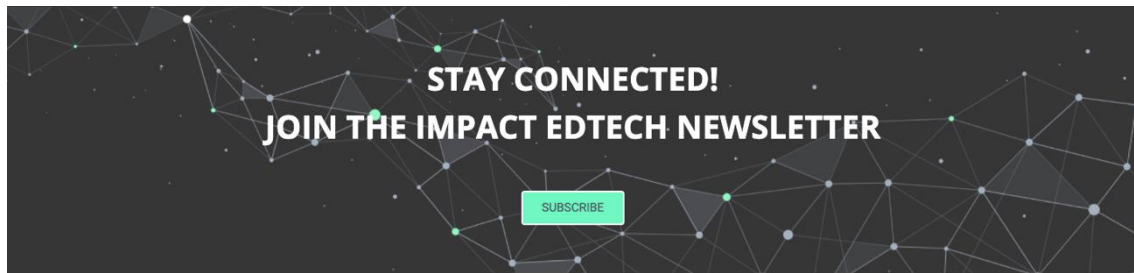 STAY CONNECTED!
JOIN THE IMPACT EDTECH NEWSLETTER
SUBSCRIBE